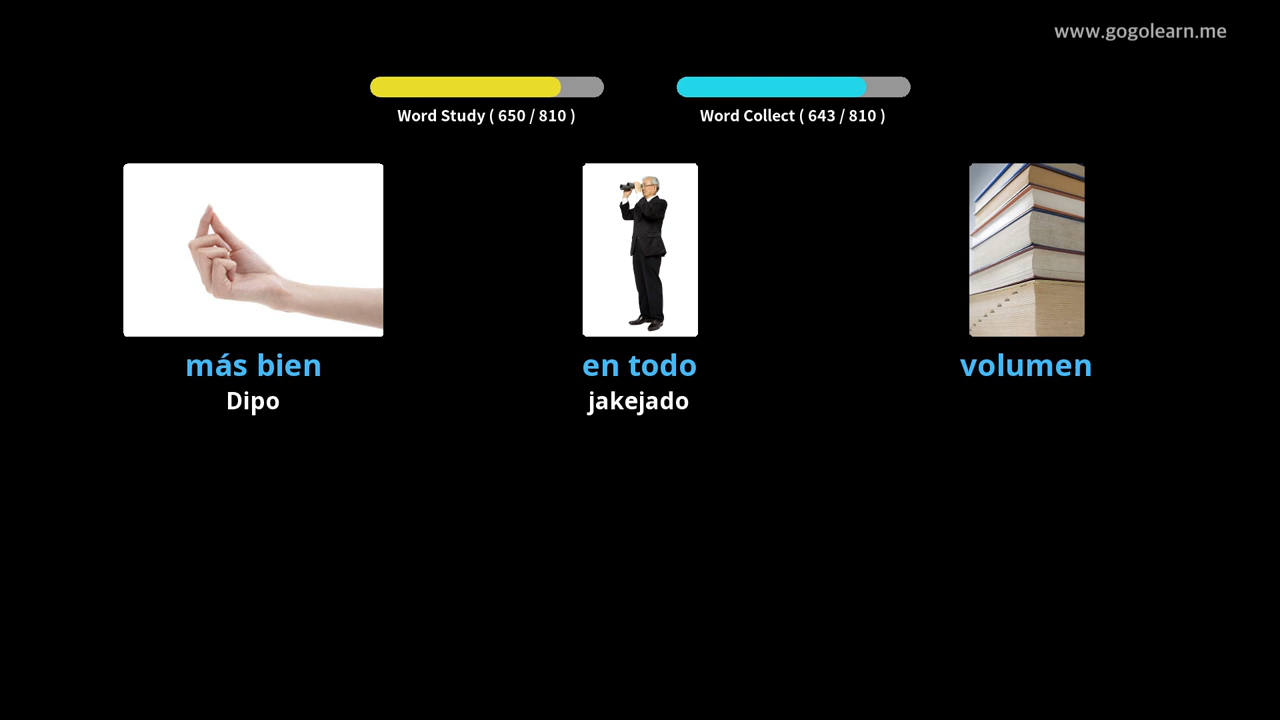 www.gogolearn.me
Word Study ( 650 / 810 )
Word Collect ( 643 / 810 )
más bien
Dipo
en todo
jakejado
volumen